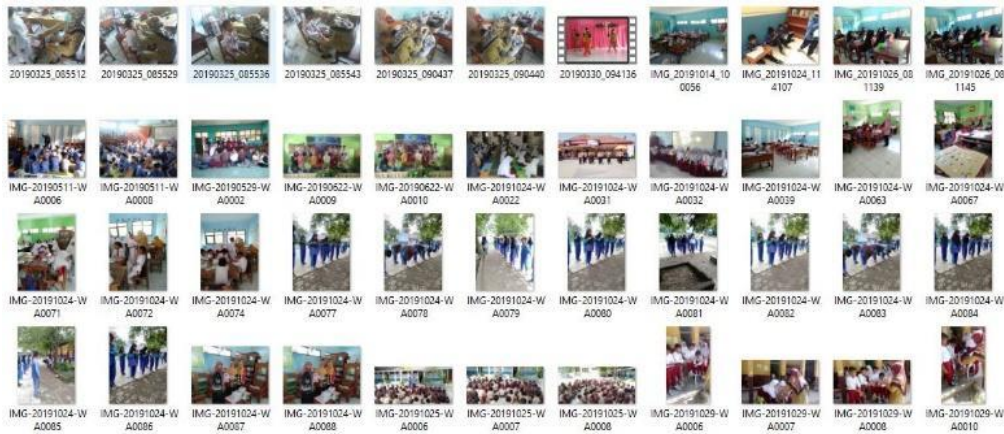 20190325_085512 20190325_085529 20190325_085536 20190325_085543 20190325_090437 20190325_090440 20190330_094136 IMG_20191014_10 IMG_20191024_11 IMG_20191026_08 IMG_20191026_08
0056 4107 1139 1145
IMG-20190511-W IMG-20190511-W IMG-20190529-W IMG-20190622-W IMG-20190622-W IMG-20191024-W IMG-20191024-W IMG-20191024-W IMG-20191024-W IMG-20191024-W IMG-20191024-W
A0006 A0008 A0002 A0009 A0010 A0022 A0031 A0032 A0039 A0063 A0067
IMG-20191024-W IMG-20191024-W IMG-20191024-W IMG-20191024-W IMG-20191024-W IMG-20191024-W IMG-20191024-W IMG-20191024-W IMG-20191024-W IMG-20191024-W IMG-20191024-W
A0071 A0072 A0074 A0077 A0078 A0079 A0080 A0081 A0082 A0083 A0084
IMG-20191024-W IMG-20191024-W IMG-20191024-W IMG-20191024-W IMG-20191025-W IMG-20191025-W IMG-20191025-W IMG-20191029-W IMG-20191029-W IMG-20191029-W IMG-20191029-W
A0085 A0086 A0087 A0088 A0006 A0007 A0008 A0006 A0007 A0008 A0010